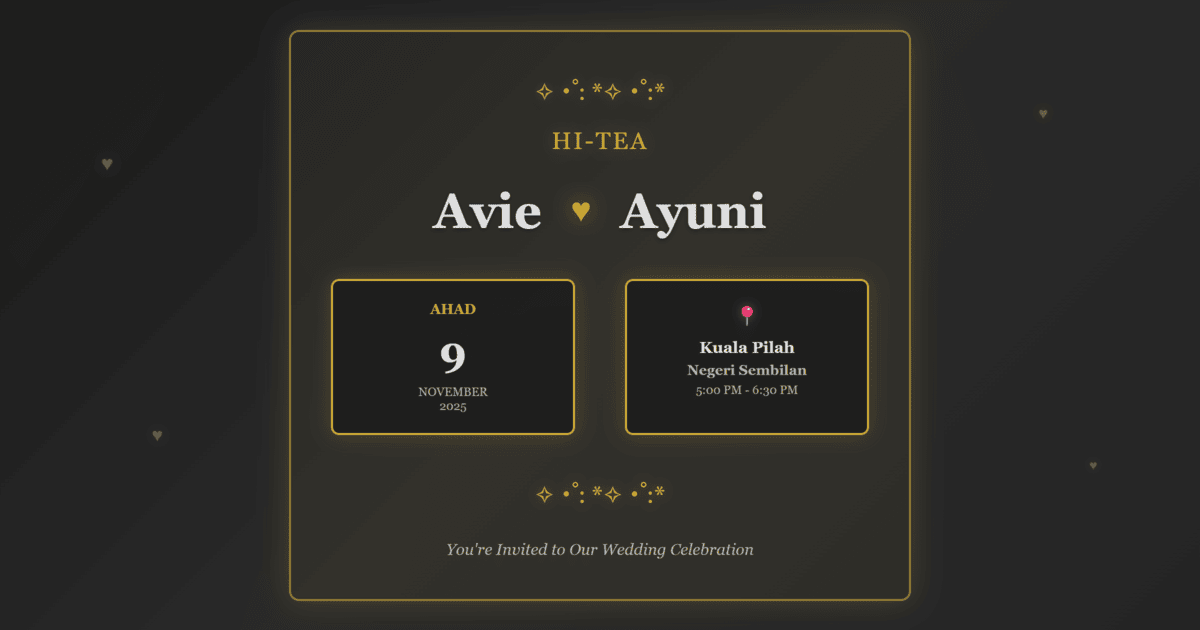 ✧ •°: *✧ •°:*
HI-TEA
Avie ♥ Ayuni
AHAD
9
NOVEMBER
2025
Kuala Pilah
Negeri Sembilan
5:00 PM - 6:30 PM
✧ •°: *✧ •°:*
You're Invited to Our Wedding Celebration